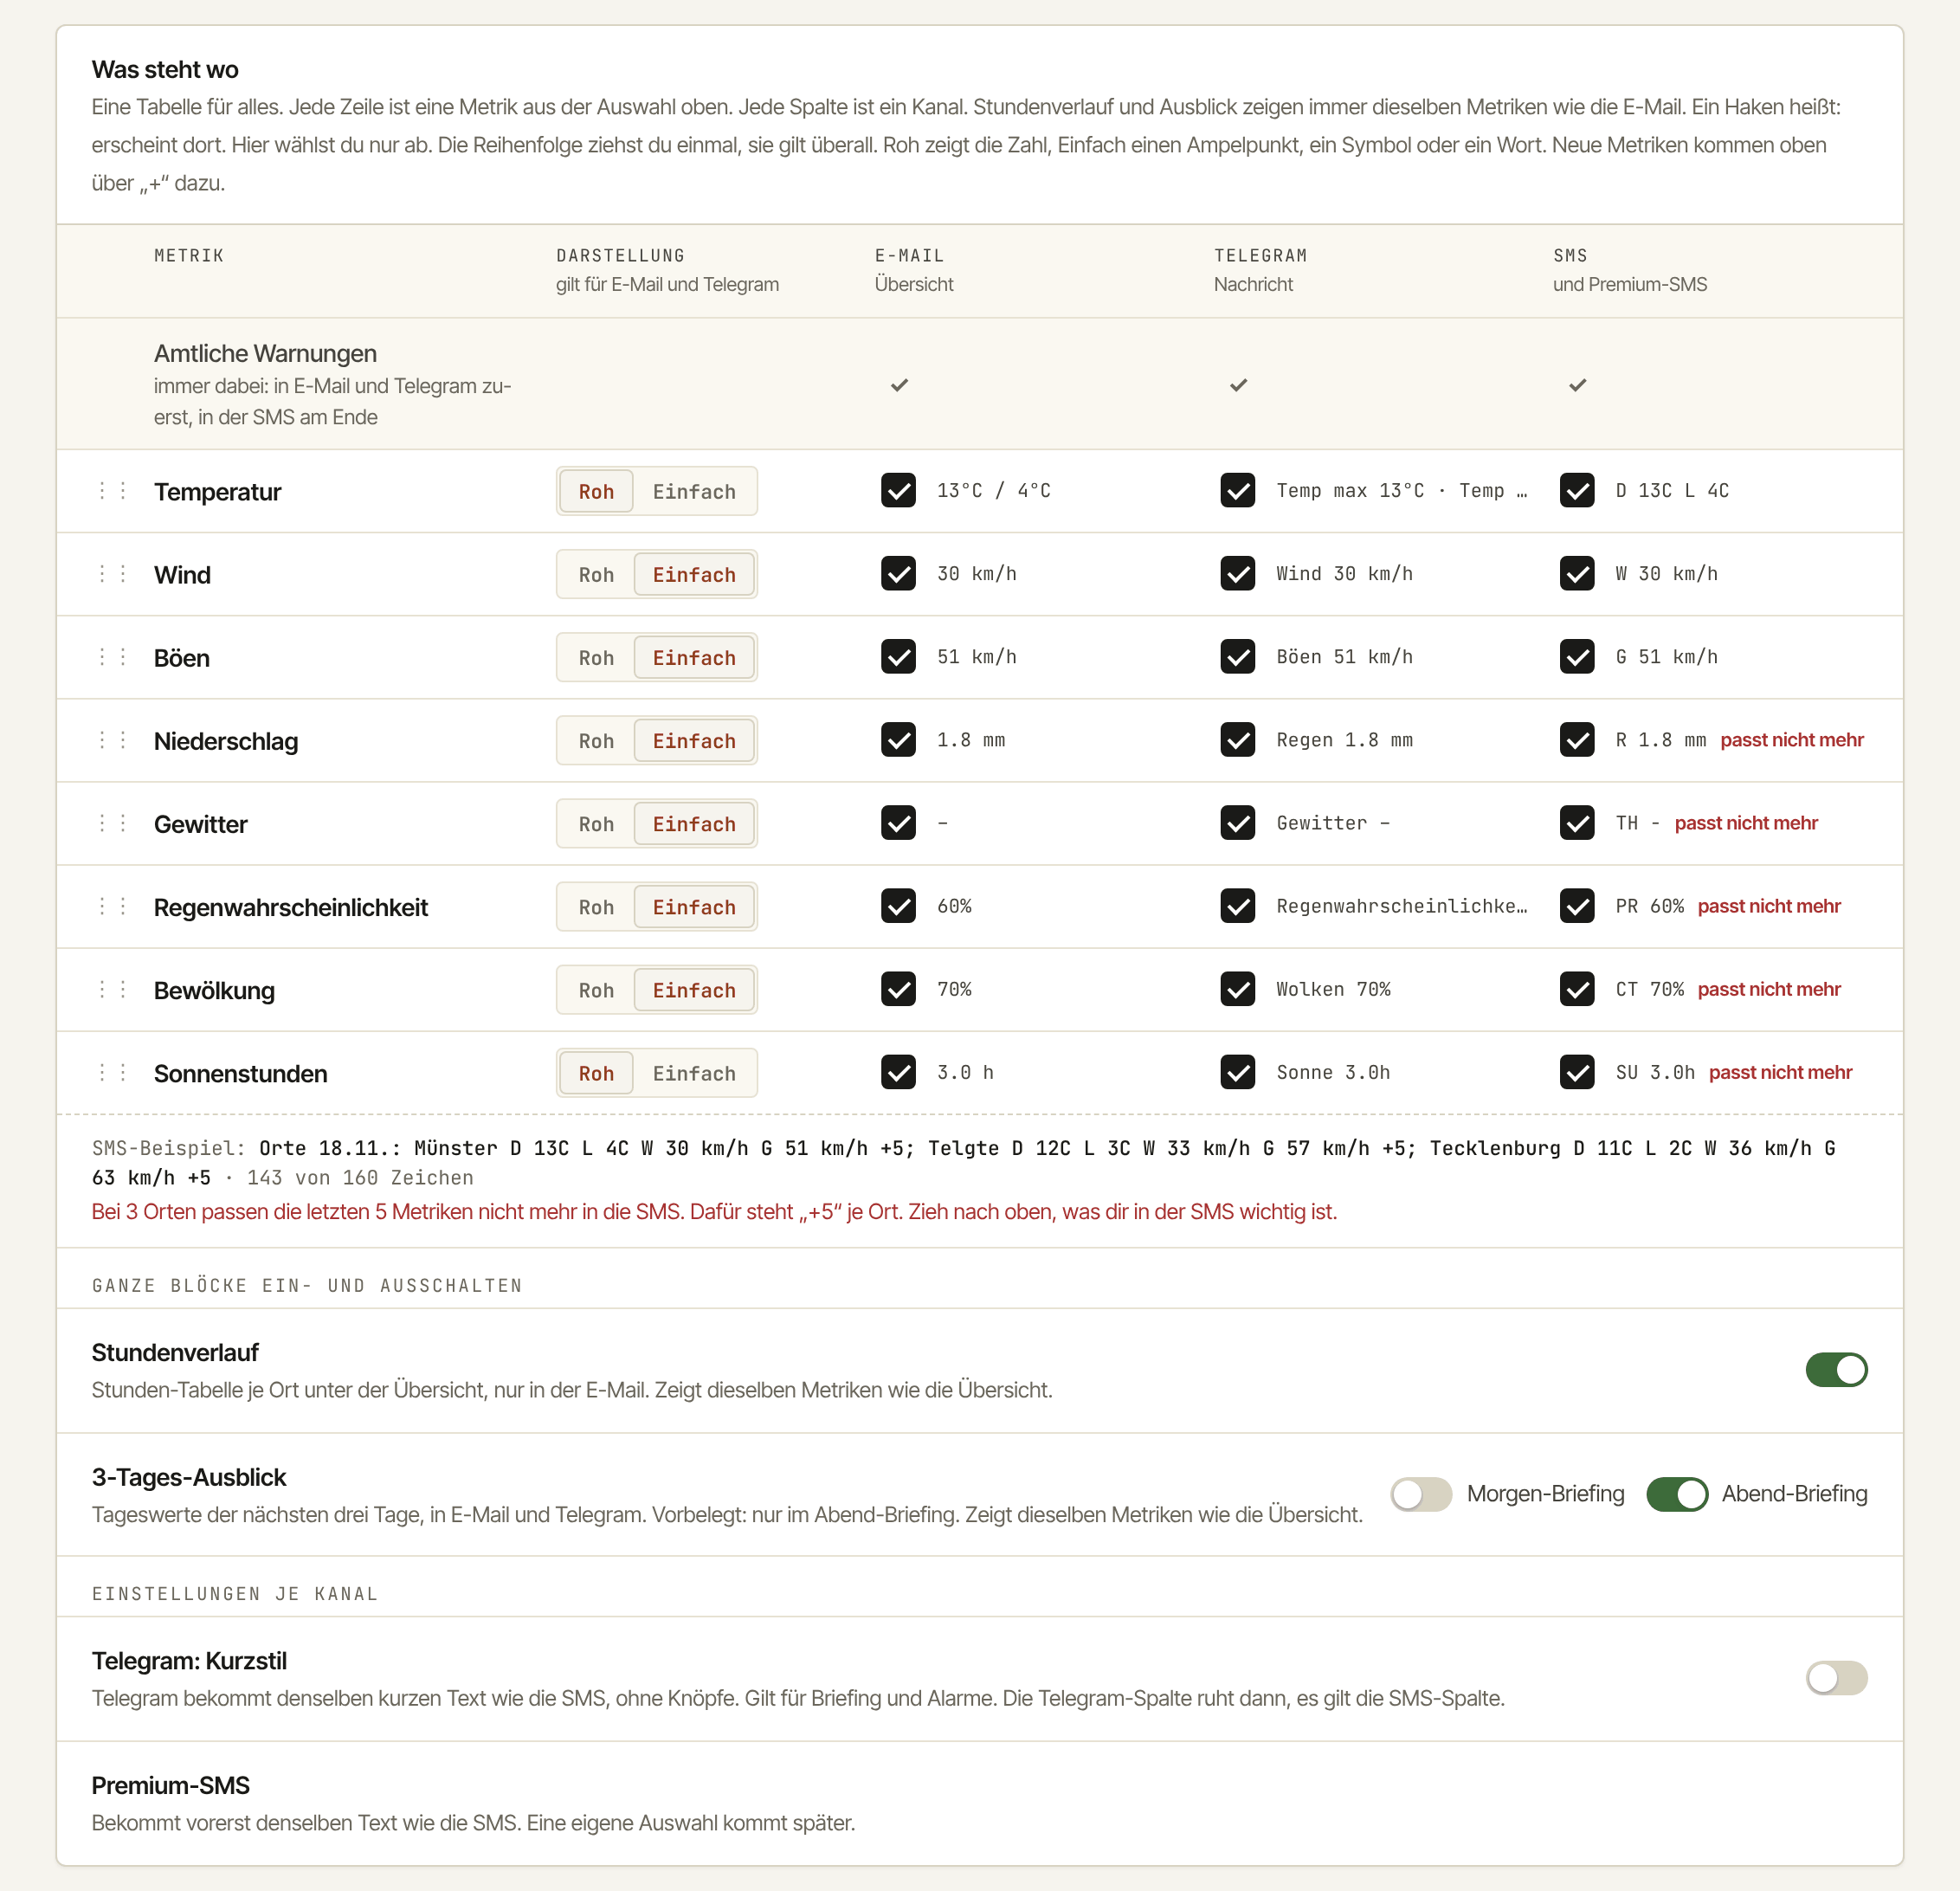 Was steht wo
Eine Tabelle für alles. Jede Zeile ist eine Metrik aus der Auswahl oben. Jede Spalte ist ein Kanal. Stundenverlauf und Ausblick zeigen immer dieselben Metriken wie die E-Mail. Ein Haken heißt:
erscheint dort. Hier wählst du nur ab. Die Reihenfolge ziehst du einmal, sie gilt überall. Roh zeigt die Zahl, Einfach einen Ampelpunkt, ein Symbol oder ein Wort. Neue Metriken kommen oben
über „+“ dazu.
METRIK DARSTELLUNG E-MAIL TELEGRAM SMS
gilt für E-Mail und Telegram Übersicht Nachricht und Premium-SMS
Amtliche Warnungen
immer dabei: in E-Mail und Telegram zu-
erst, in der SMS am Ende
Temperatur Roh Einfach 13°C / 4°C Temp max 13°C · Temp … D 13C L 4C
Wind Roh Einfach 30 km/h Wind 30 km/h W 30 km/h
Böen Roh Einfach 51 km/h Böen 51 km/h G 51 km/h
Niederschlag Roh Einfach 1.8 mm Regen 1.8 mm R 1.8 mm passt nicht mehr
Gewitter Roh Einfach – Gewitter – TH - passt nicht mehr
Regenwahrscheinlichkeit Roh Einfach 60% Regenwahrscheinlichke… PR 60% passt nicht mehr
Bewölkung Roh Einfach 70% Wolken 70% CT 70% passt nicht mehr
Sonnenstunden Roh Einfach 3.0 h Sonne 3.0h SU 3.0h passt nicht mehr
SMS-Beispiel: Orte 18.11.: Münster D 13C L 4C W 30 km/h G 51 km/h +5; Telgte D 12C L 3C W 33 km/h G 57 km/h +5; Tecklenburg D 11C L 2C W 36 km/h G
63 km/h +5 · 143 von 160 Zeichen
Bei 3 Orten passen die letzten 5 Metriken nicht mehr in die SMS. Dafür steht „+5“ je Ort. Zieh nach oben, was dir in der SMS wichtig ist.
GANZE BLÖCKE EIN- UND AUSSCHALTEN
Stundenverlauf
Stunden-Tabelle je Ort unter der Übersicht, nur in der E-Mail. Zeigt dieselben Metriken wie die Übersicht.
3-Tages-Ausblick
Tageswerte der nächsten drei Tage, in E-Mail und Telegram. Vorbelegt: nur im Abend-Briefing. Zeigt dieselben Metriken wie die Übersicht. Morgen-Briefing Abend-Briefing
EINSTELLUNGEN JE KANAL
Telegram: Kurzstil
Telegram bekommt denselben kurzen Text wie die SMS, ohne Knöpfe. Gilt für Briefing und Alarme. Die Telegram-Spalte ruht dann, es gilt die SMS-Spalte.
Premium-SMS
Bekommt vorerst denselben Text wie die SMS. Eine eigene Auswahl kommt später.